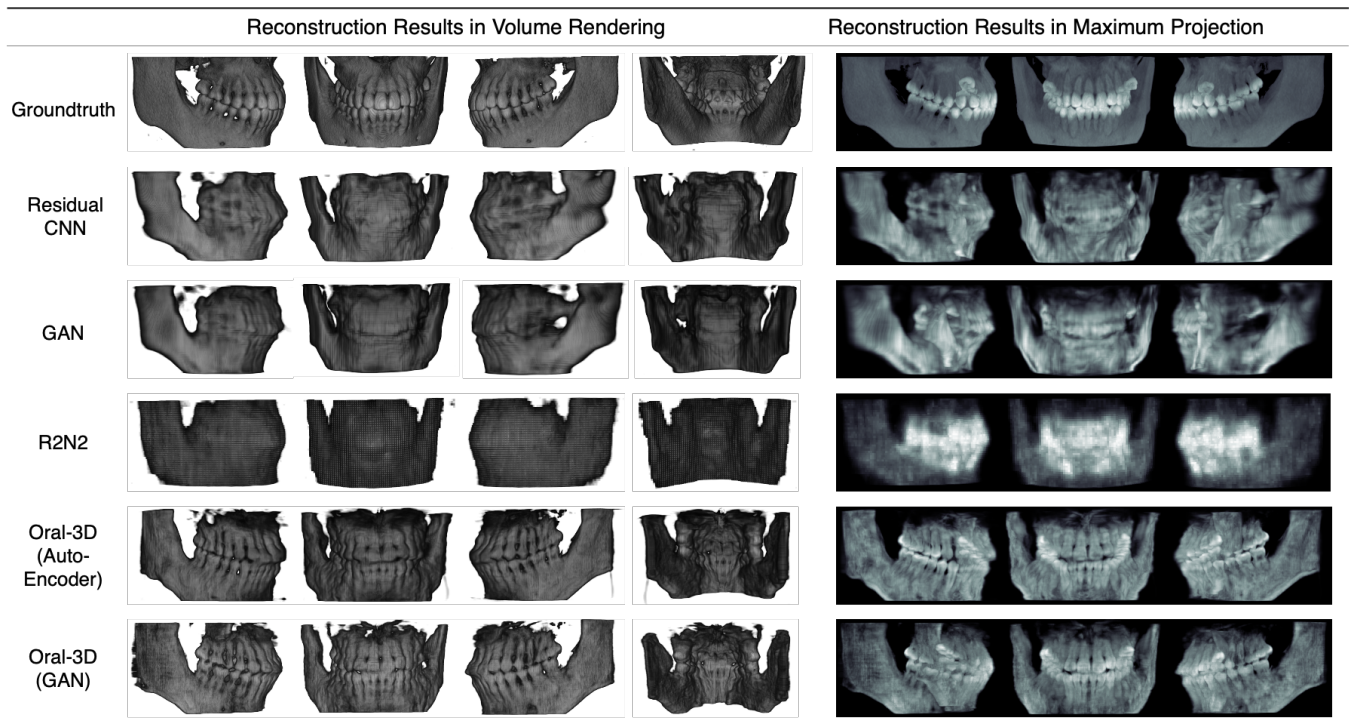 Reconstruction Results in Volume Rendering
Reconstruction Results in Maximum Projection
Groundtruth
Residual
CNN
GAN
R2N2
Oral-3D
(Auto-
Encoder)
Oral-3D
(GAN)